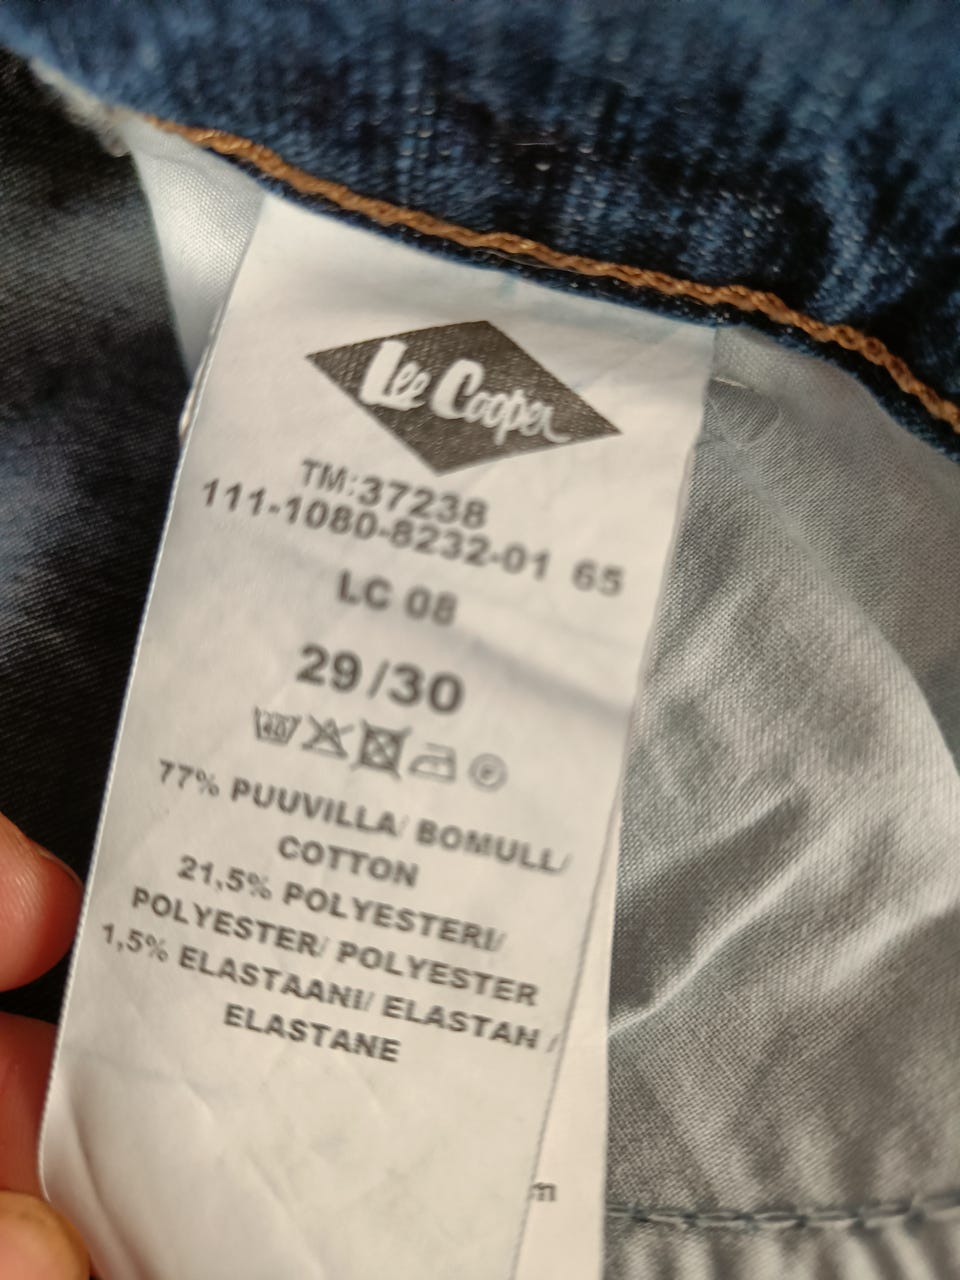 Lee Cooper
TM:37238
111-1080-8232-01 65
LC 08
29/30
40
P
77% PUUVILLA/ BOMULL/
COTTON
21,5% POLYESTERI/
POLYESTER/ POLYESTER
1,5% ELASTAANI/ ELASTAN /
ELASTANE